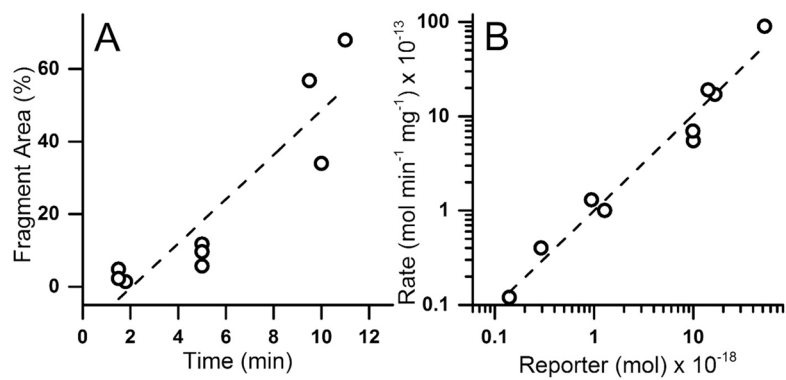 A
Fragment Area (%)
60
40
20
0
0 2 4 6 8 10 12
Time (min)
B
Rate (mol min⁻¹ mg⁻¹) x 10⁻¹³
100
10
1
0.1
0.1 1 10
Reporter (mol) x 10⁻¹⁸